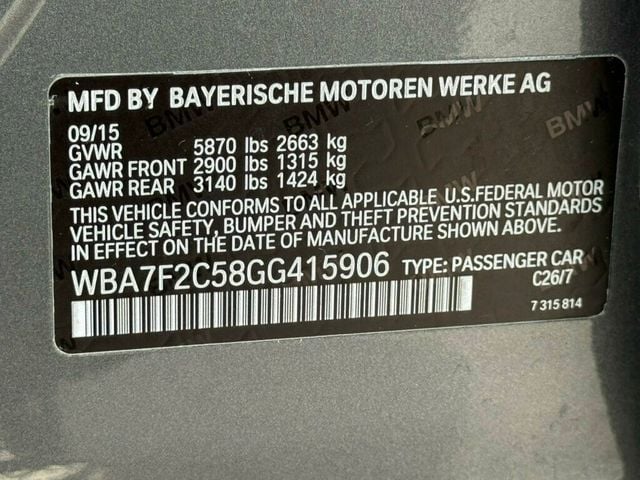 MFD BY BAYERISCHE MOTOREN WERKE AG
09/15
GVWR 5870 lbs 2663 kg
GAWR FRONT 2900 lbs 1315 kg
GAWR REAR 3140 lbs 1424 kg
THIS VEHICLE CONFORMS TO ALL APPLICABLE U.S.FEDERAL MOTOR
VEHICLE SAFETY, BUMPER AND THEFT PREVENTION STANDARDS
IN EFFECT ON THE DATE OF MANUFACTURE SHOWN ABOVE.
WBA7F2C58GG415906 TYPE: PASSENGER CAR
C26/7
7 315 814